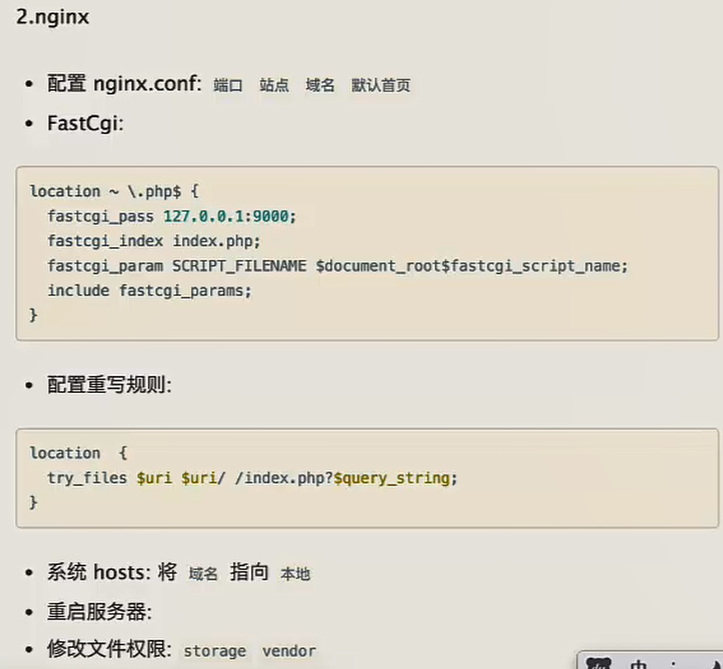 2.nginx
配置 nginx.conf: 端口 站点 域名 默认首页
FastCgi:
location ~ \.php$ {
fastcgi_pass 127.0.0.1:9000;
fastcgi_index index.php;
fastcgi_param SCRIPT_FILENAME $document_root$fastcgi_script_name;
include fastcgi_params;
}
配置重写规则:
location {
try_files $uri $uri/ /index.php?$query_string;
}
系统 hosts: 将 域名 指向 本地
重启服务器:
修改文件权限: storage vendor
中